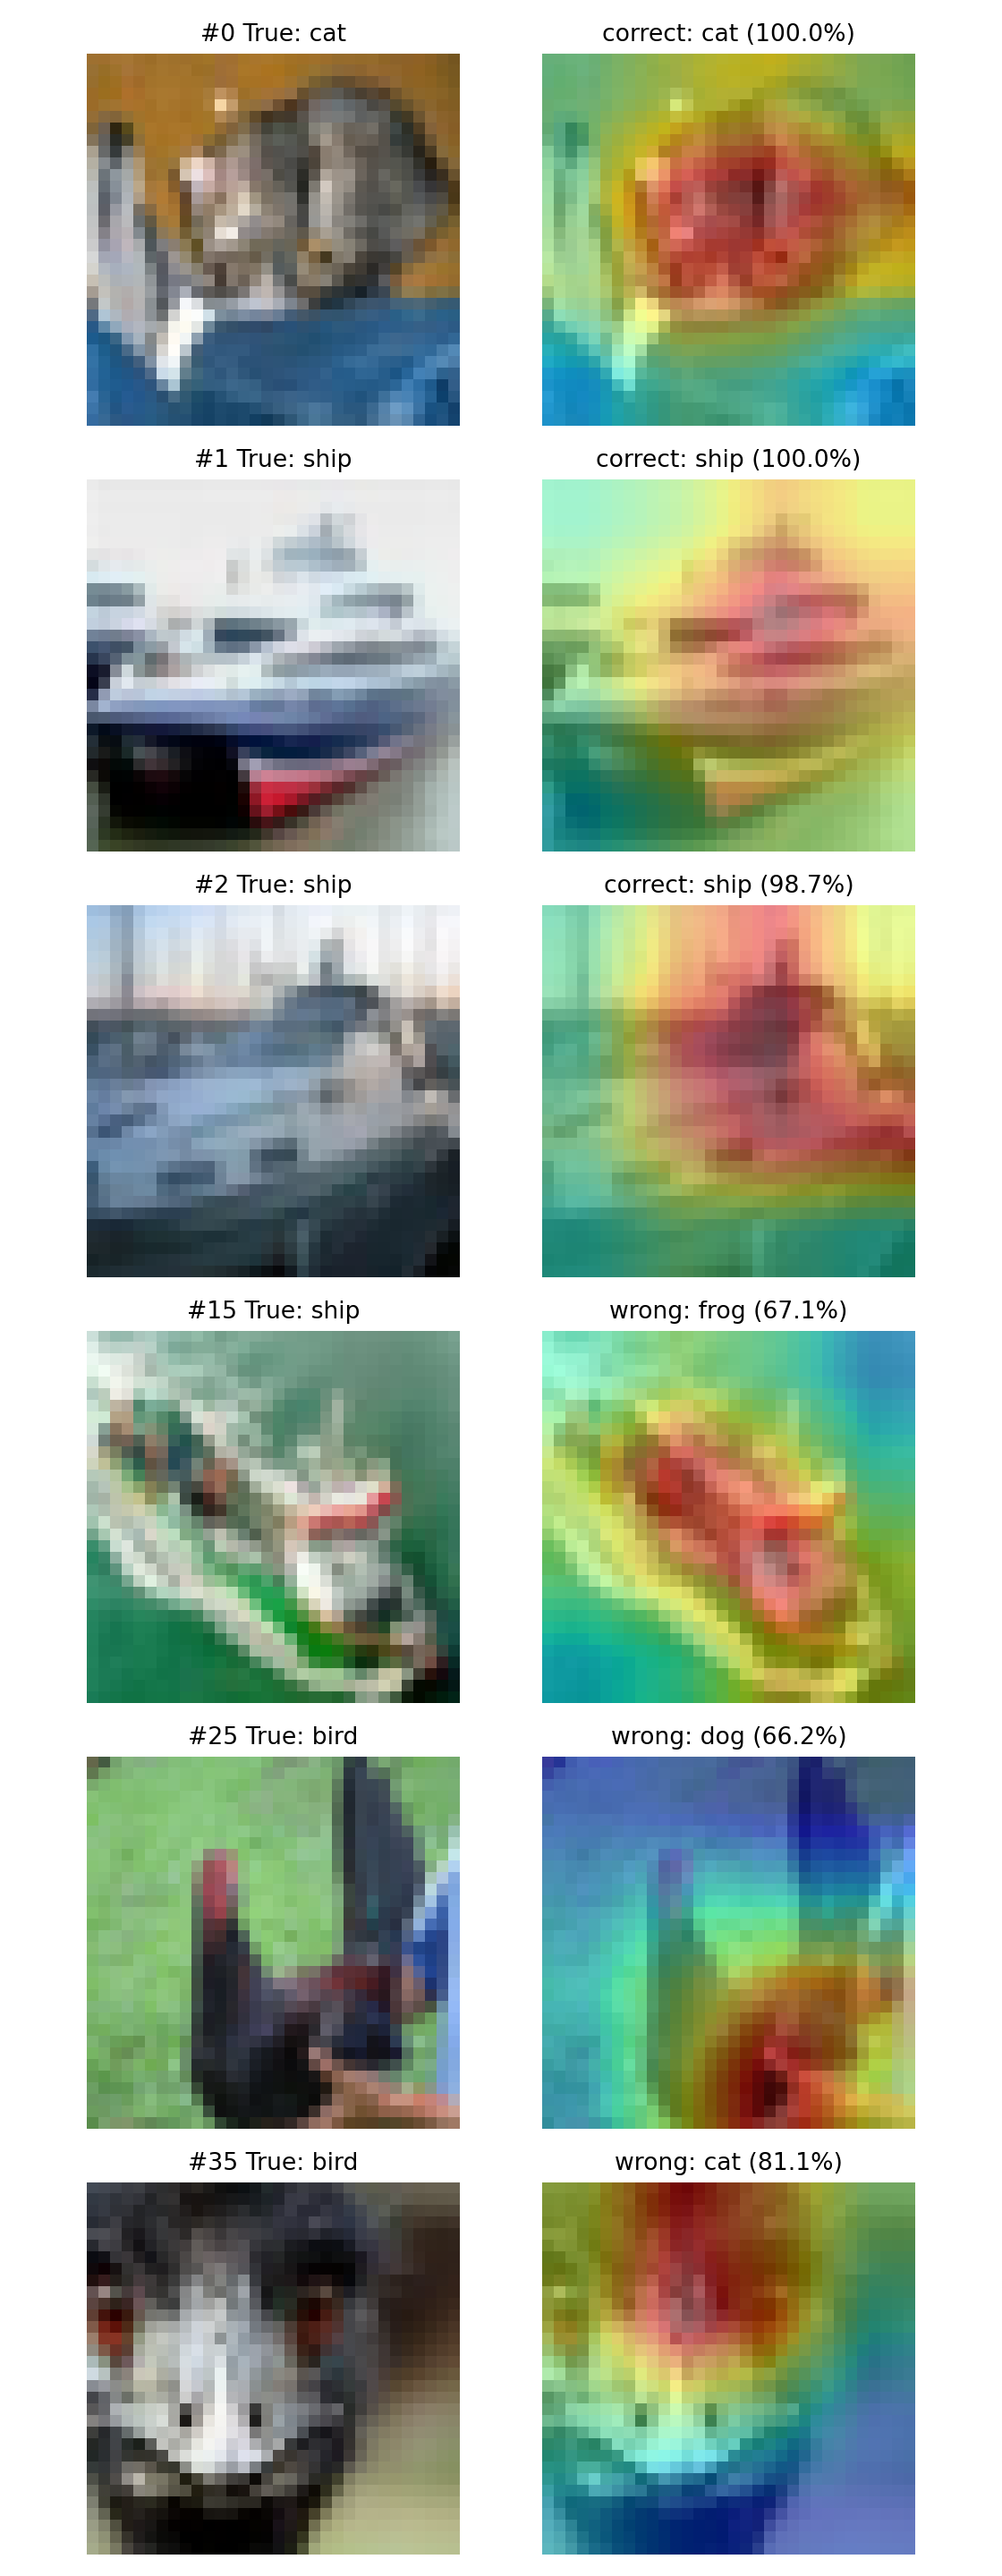 #0 True: cat
correct: cat (100.0%)
#1 True: ship
correct: ship (100.0%)
#2 True: ship
correct: ship (98.7%)
#15 True: ship
wrong: frog (67.1%)
#25 True: bird
wrong: dog (66.2%)
#35 True: bird
wrong: cat (81.1%)